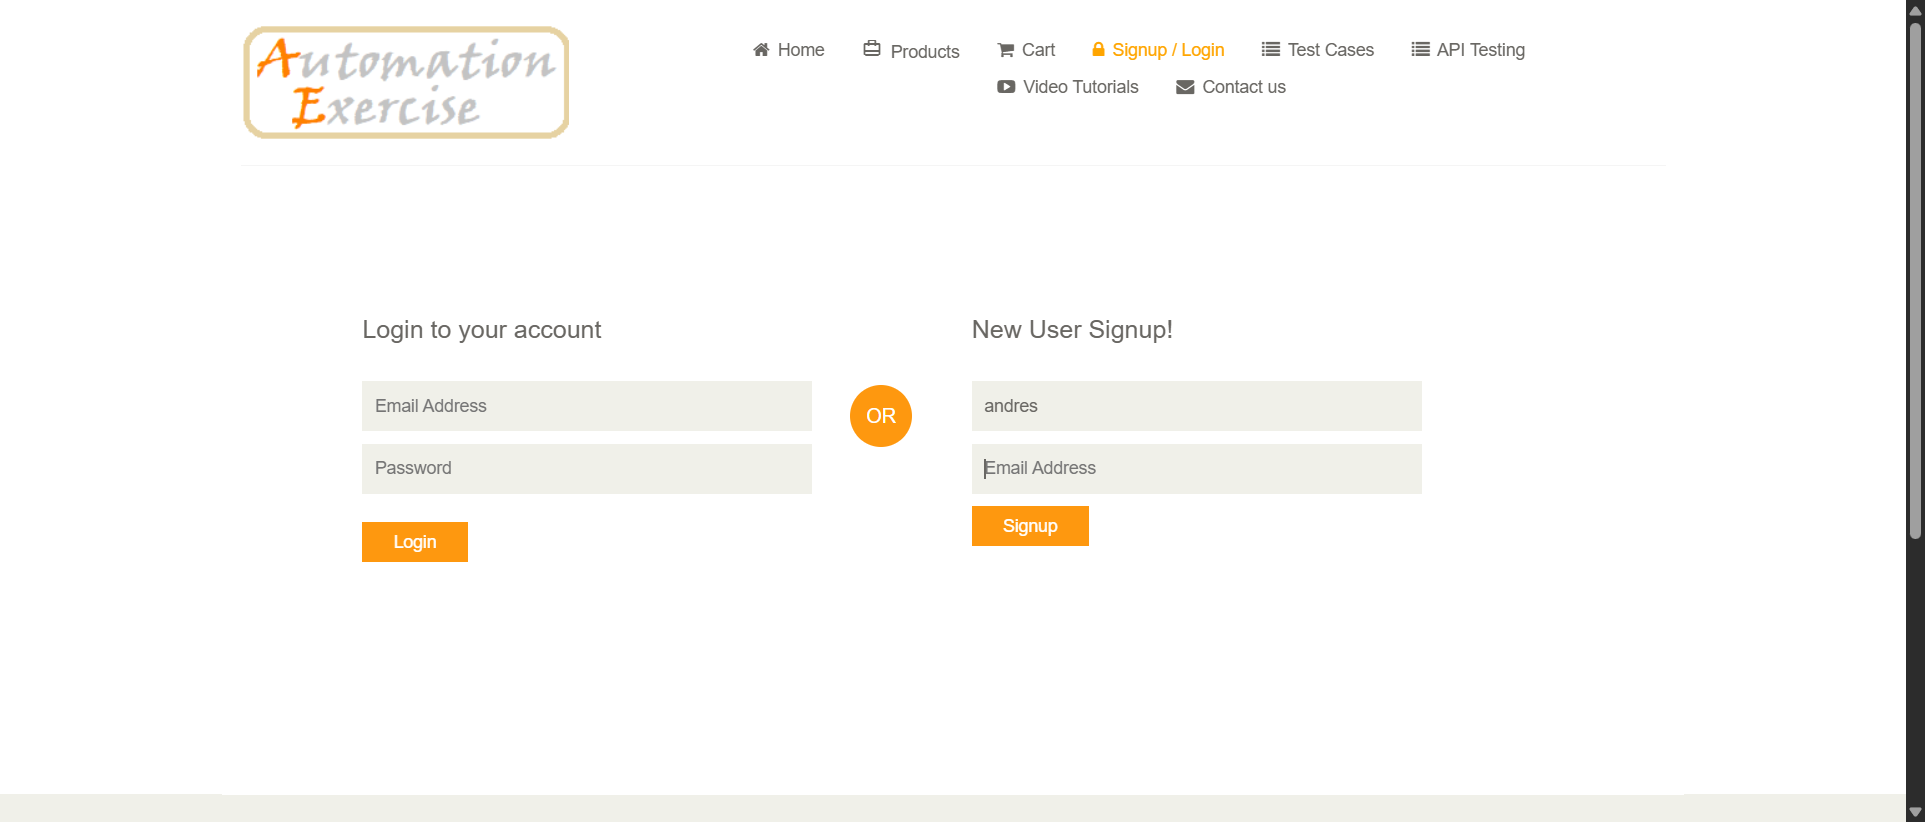 Automation
Exercise
Home
Products
Cart
Signup / Login
Test Cases
API Testing
Video Tutorials
Contact us
Login to your account
Email Address
Password
Login
OR
New User Signup!
andres
Email Address
Signup